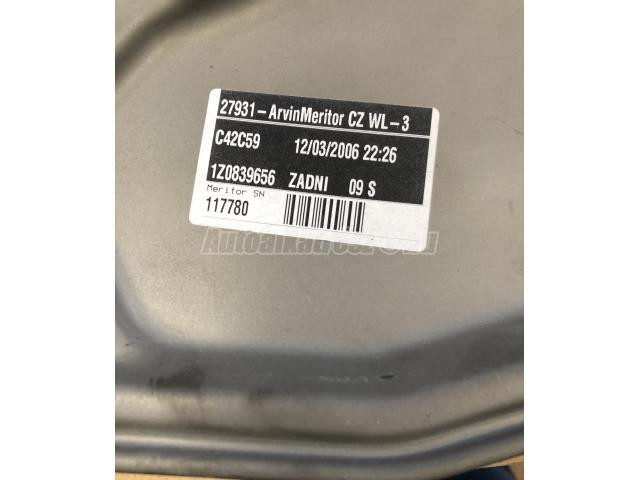 27931-ArvinMeritor CZ WL-3
C42C59 12/03/2006 22:26
1Z0839656 ZADNI 09 S
Meritor SN
117780